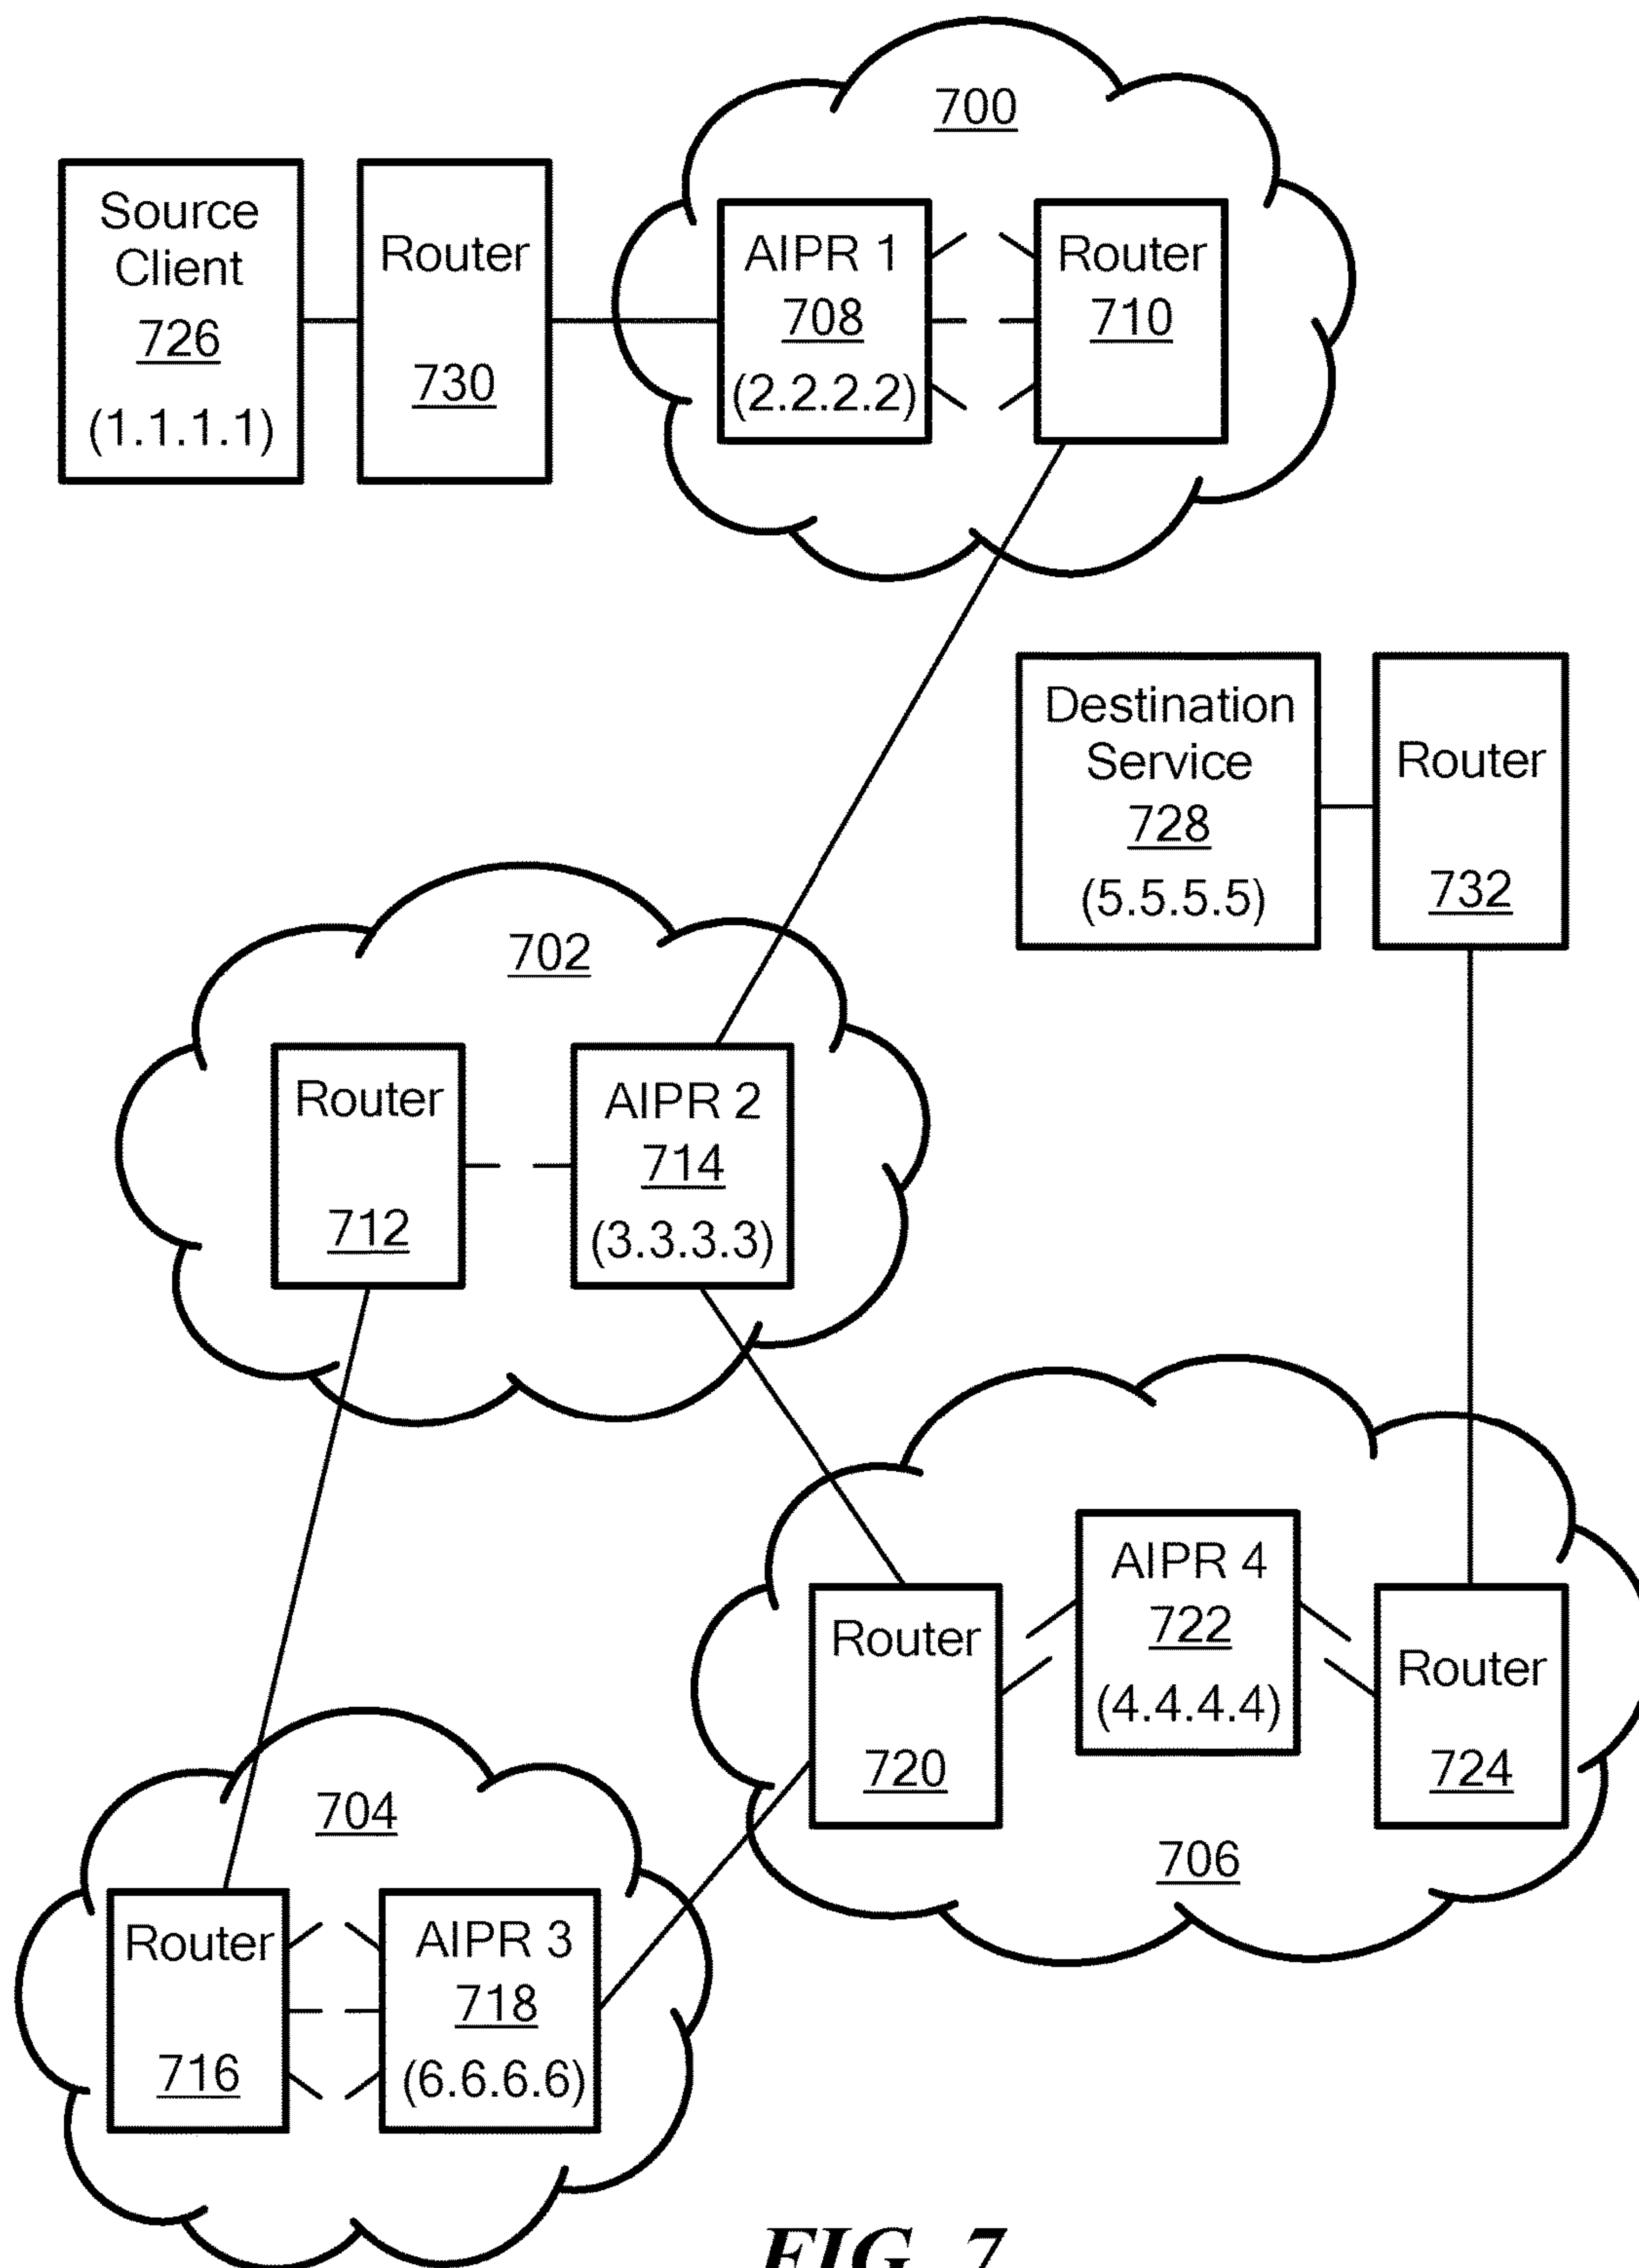 700
Source
Client
726
(1.1.1.1)
Router
730
AIPR 1
708
(2.2.2.2)
Router
710
Destination
Service
728
(5.5.5.5)
Router
732
702
Router
712
AIPR 2
714
(3.3.3.3)
Router
720
AIPR 4
722
(4.4.4.4)
Router
724
706
704
Router
716
AIPR 3
718
(6.6.6.6)
FIG. 7